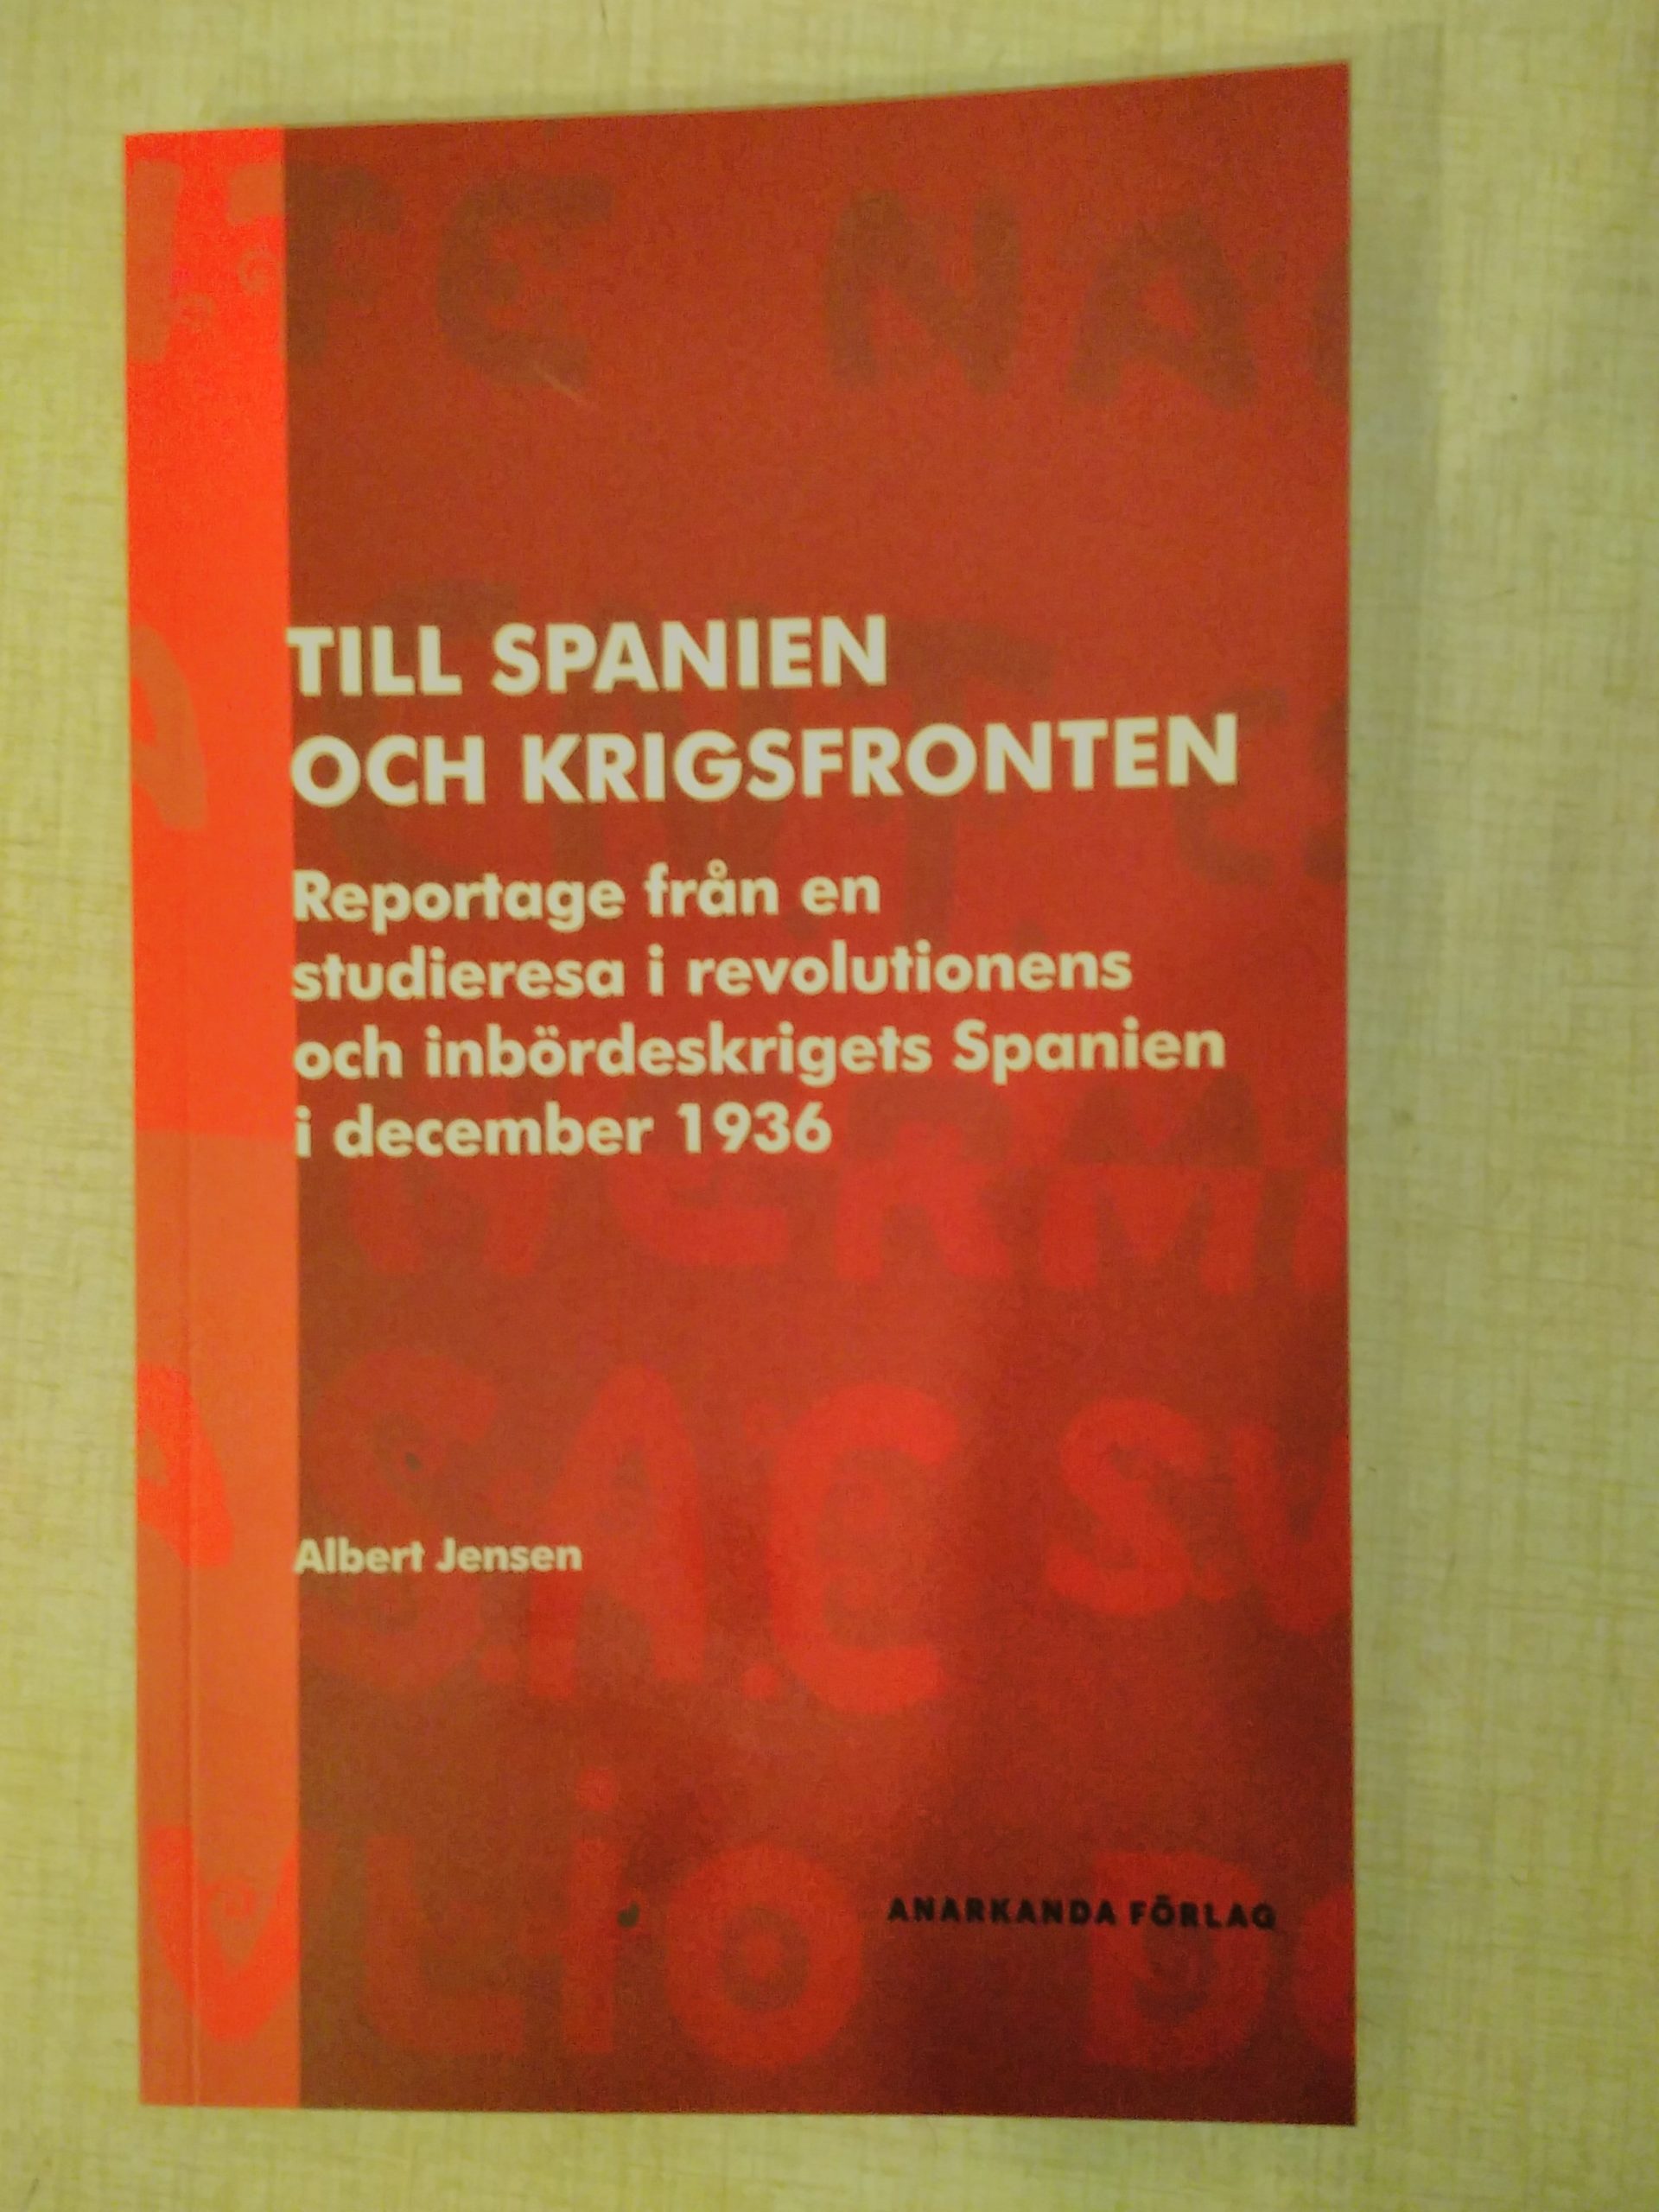 TILL SPANIEN
OCH KRIGSFRONTEN
Reportage från en
studieresa i revolutionens
och inbördeskrigets Spanien
i december 1936
Albert Jensen
ANARKANDA FÖRLAG